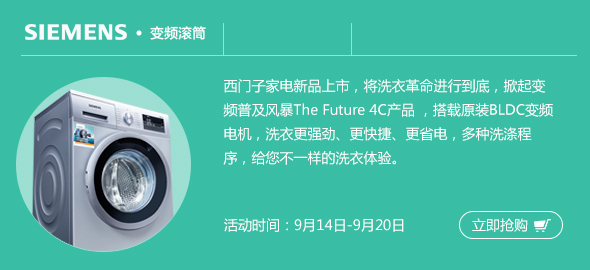 SIEMENS • 变频滚筒
西门子家电新品上市，将洗衣革命进行到底，掀起变
频普及风暴The Future 4C产品 ，搭载原装BLDC变频
电机，洗衣更强劲、更快捷、更省电，多种洗涤程
序，给您不一样的洗衣体验。
SIEMENS
活动时间：9月14日-9月20日
立即抢购